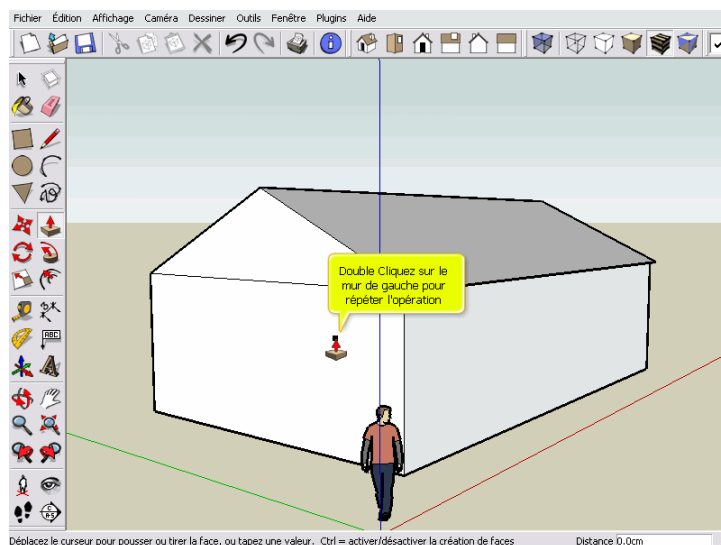 Fichier Édition Affichage Caméra Dessiner Outils Fenêtre Plugins Aide
ABC
Double Cliquez sur le
mur de gauche pour
répéter l'opération
Déplacez le curseur pour pousser ou tirer la face, ou tapez une valeur. Ctrl = activer/désactiver la création de faces Distance 0.0cm